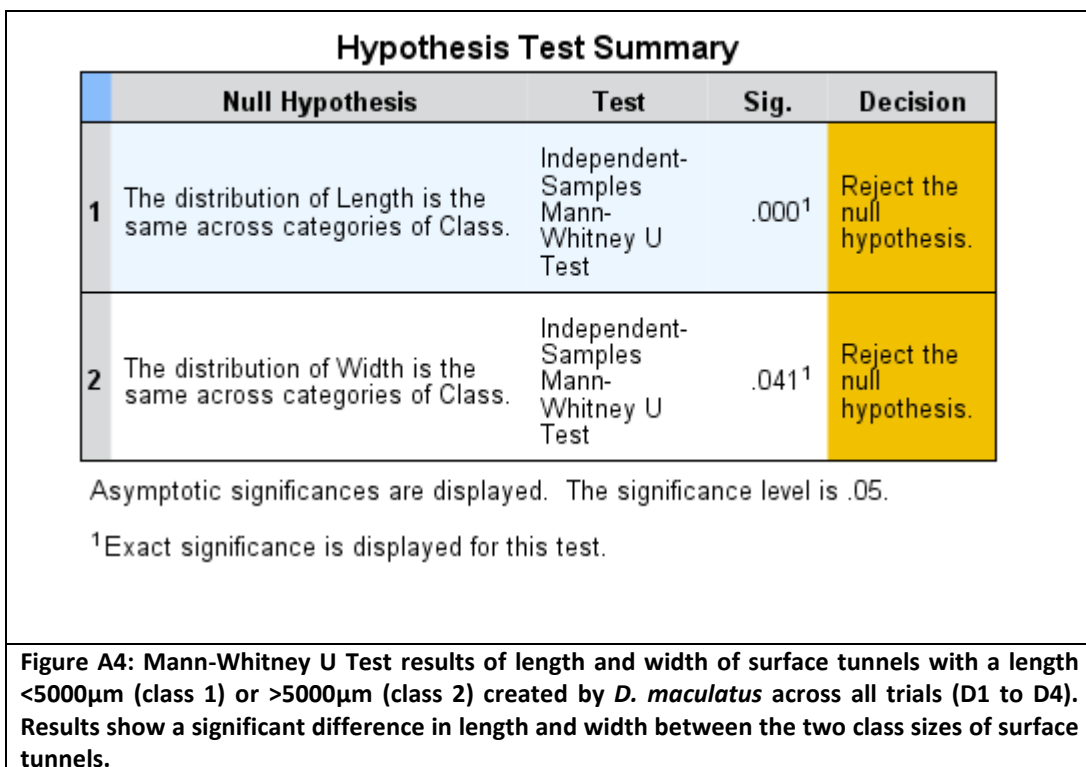 Hypothesis Test Summary
Null Hypothesis Test Sig. Decision
1 The distribution of Length is the same across categories of Class. Independent-Samples Mann-Whitney U Test .000¹ Reject the null hypothesis.
2 The distribution of Width is the same across categories of Class. Independent-Samples Mann-Whitney U Test .041¹ Reject the null hypothesis.
Asymptotic significances are displayed. The significance level is .05.
¹Exact significance is displayed for this test.
Figure A4: Mann-Whitney U Test results of length and width of surface tunnels with a length
<5000µm (class 1) or >5000µm (class 2) created by D. maculatus across all trials (D1 to D4).
Results show a significant difference in length and width between the two class sizes of surface
tunnels.